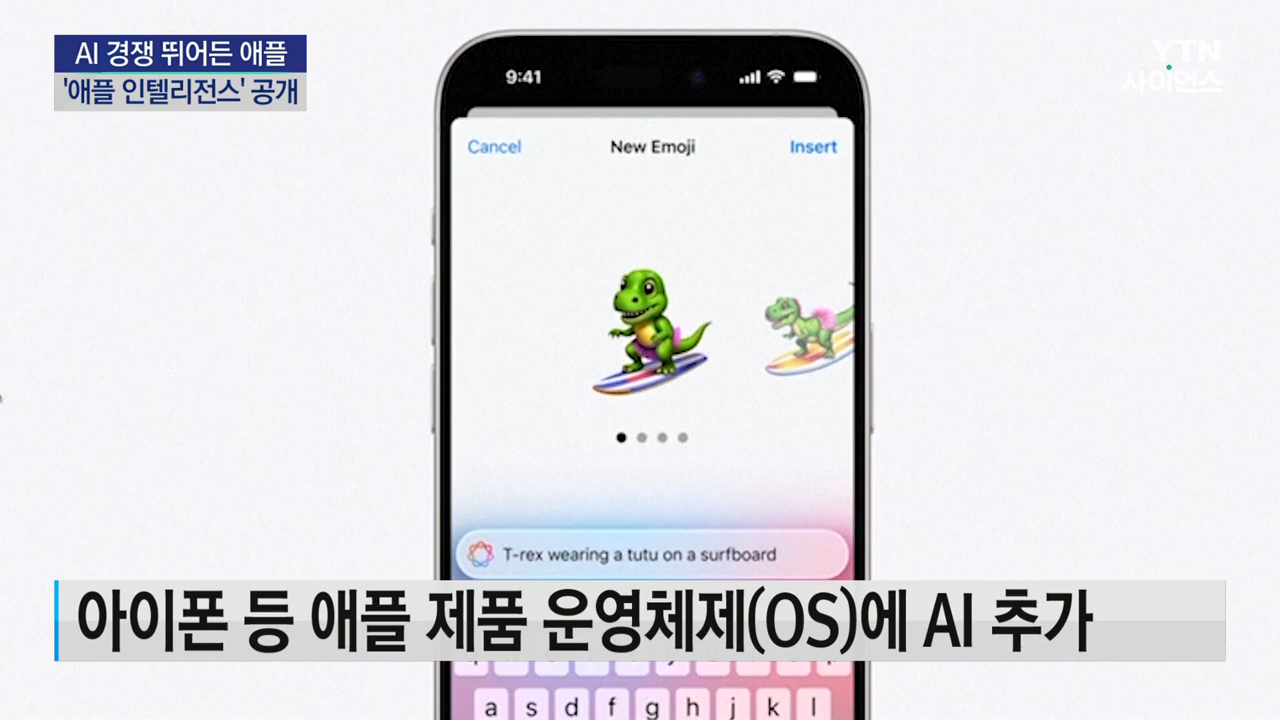 AI 경쟁 뛰어든 애플
'애플 인텔리전스' 공개
YTN
사이언스
9:41
Cancel New Emoji Insert
T-rex wearing a tutu on a surfboard
아이폰 등 애플 제품 운영체제(OS)에 AI 추가
a s d f g h j k l